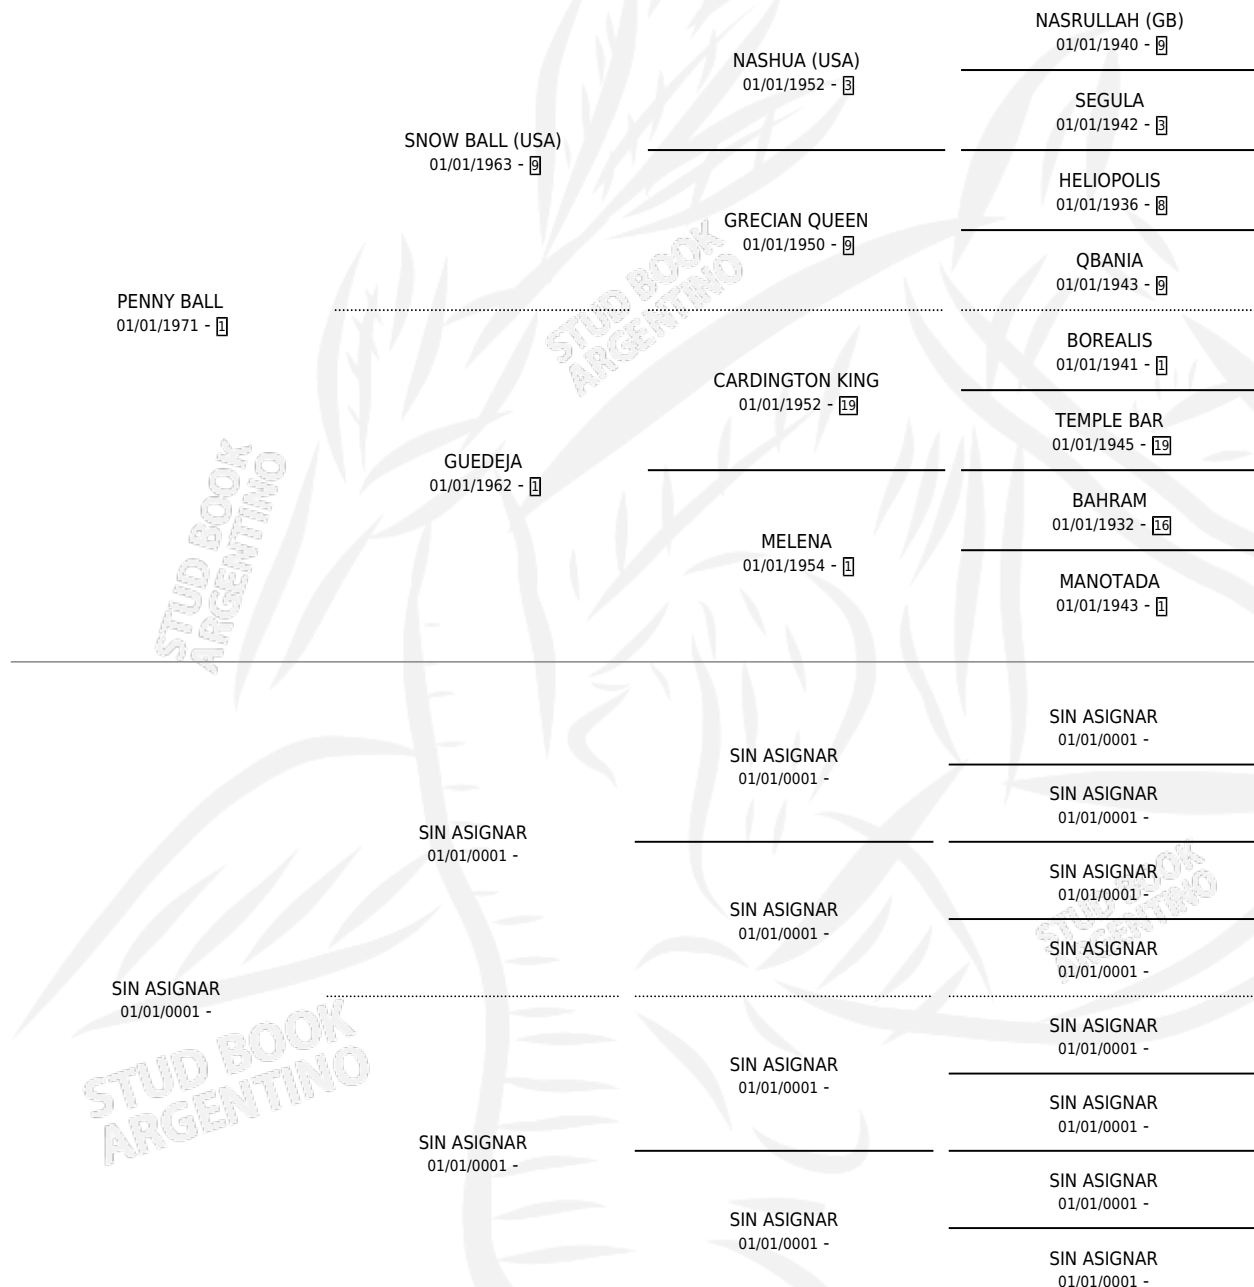 NASRULLAH (GB)
01/01/1940 - 9
NASHUA (USA)
01/01/1952 - 3
SEGULA
01/01/1942 - 3
SNOW BALL (USA)
01/01/1963 - 9
HELIOPOLIS
01/01/1936 - 8
GRECIAN QUEEN
01/01/1950 - 9
QBANIA
01/01/1943 - 9
PENNY BALL
01/01/1971 - 1
STUD BOOK
ARGENTINO
BOREALIS
01/01/1941 - 1
CARDINGTON KING
01/01/1952 - 19
TEMPLE BAR
01/01/1945 - 19
GUEDEJA
01/01/1962 - 1
BAHRAM
01/01/1932 - 16
MELENA
01/01/1954 - 1
MANOTADA
01/01/1943 - 1
STUD BOOK
ARGENTINO
SIN ASIGNAR
01/01/0001 -
SIN ASIGNAR
01/01/0001 -
SIN ASIGNAR
01/01/0001 -
SIN ASIGNAR
01/01/0001 -
SIN ASIGNAR
01/01/0001 -
SIN ASIGNAR
01/01/0001 -
SIN ASIGNAR
01/01/0001 -
STUD BOOK
ARGENTINO
SIN ASIGNAR
01/01/0001 -
SIN ASIGNAR
01/01/0001 -
SIN ASIGNAR
01/01/0001 -
SIN ASIGNAR
01/01/0001 -
STUD BOOK
ARGENTINO
SIN ASIGNAR
01/01/0001 -
SIN ASIGNAR
01/01/0001 -
SIN ASIGNAR
01/01/0001 -
SIN ASIGNAR
01/01/0001 -